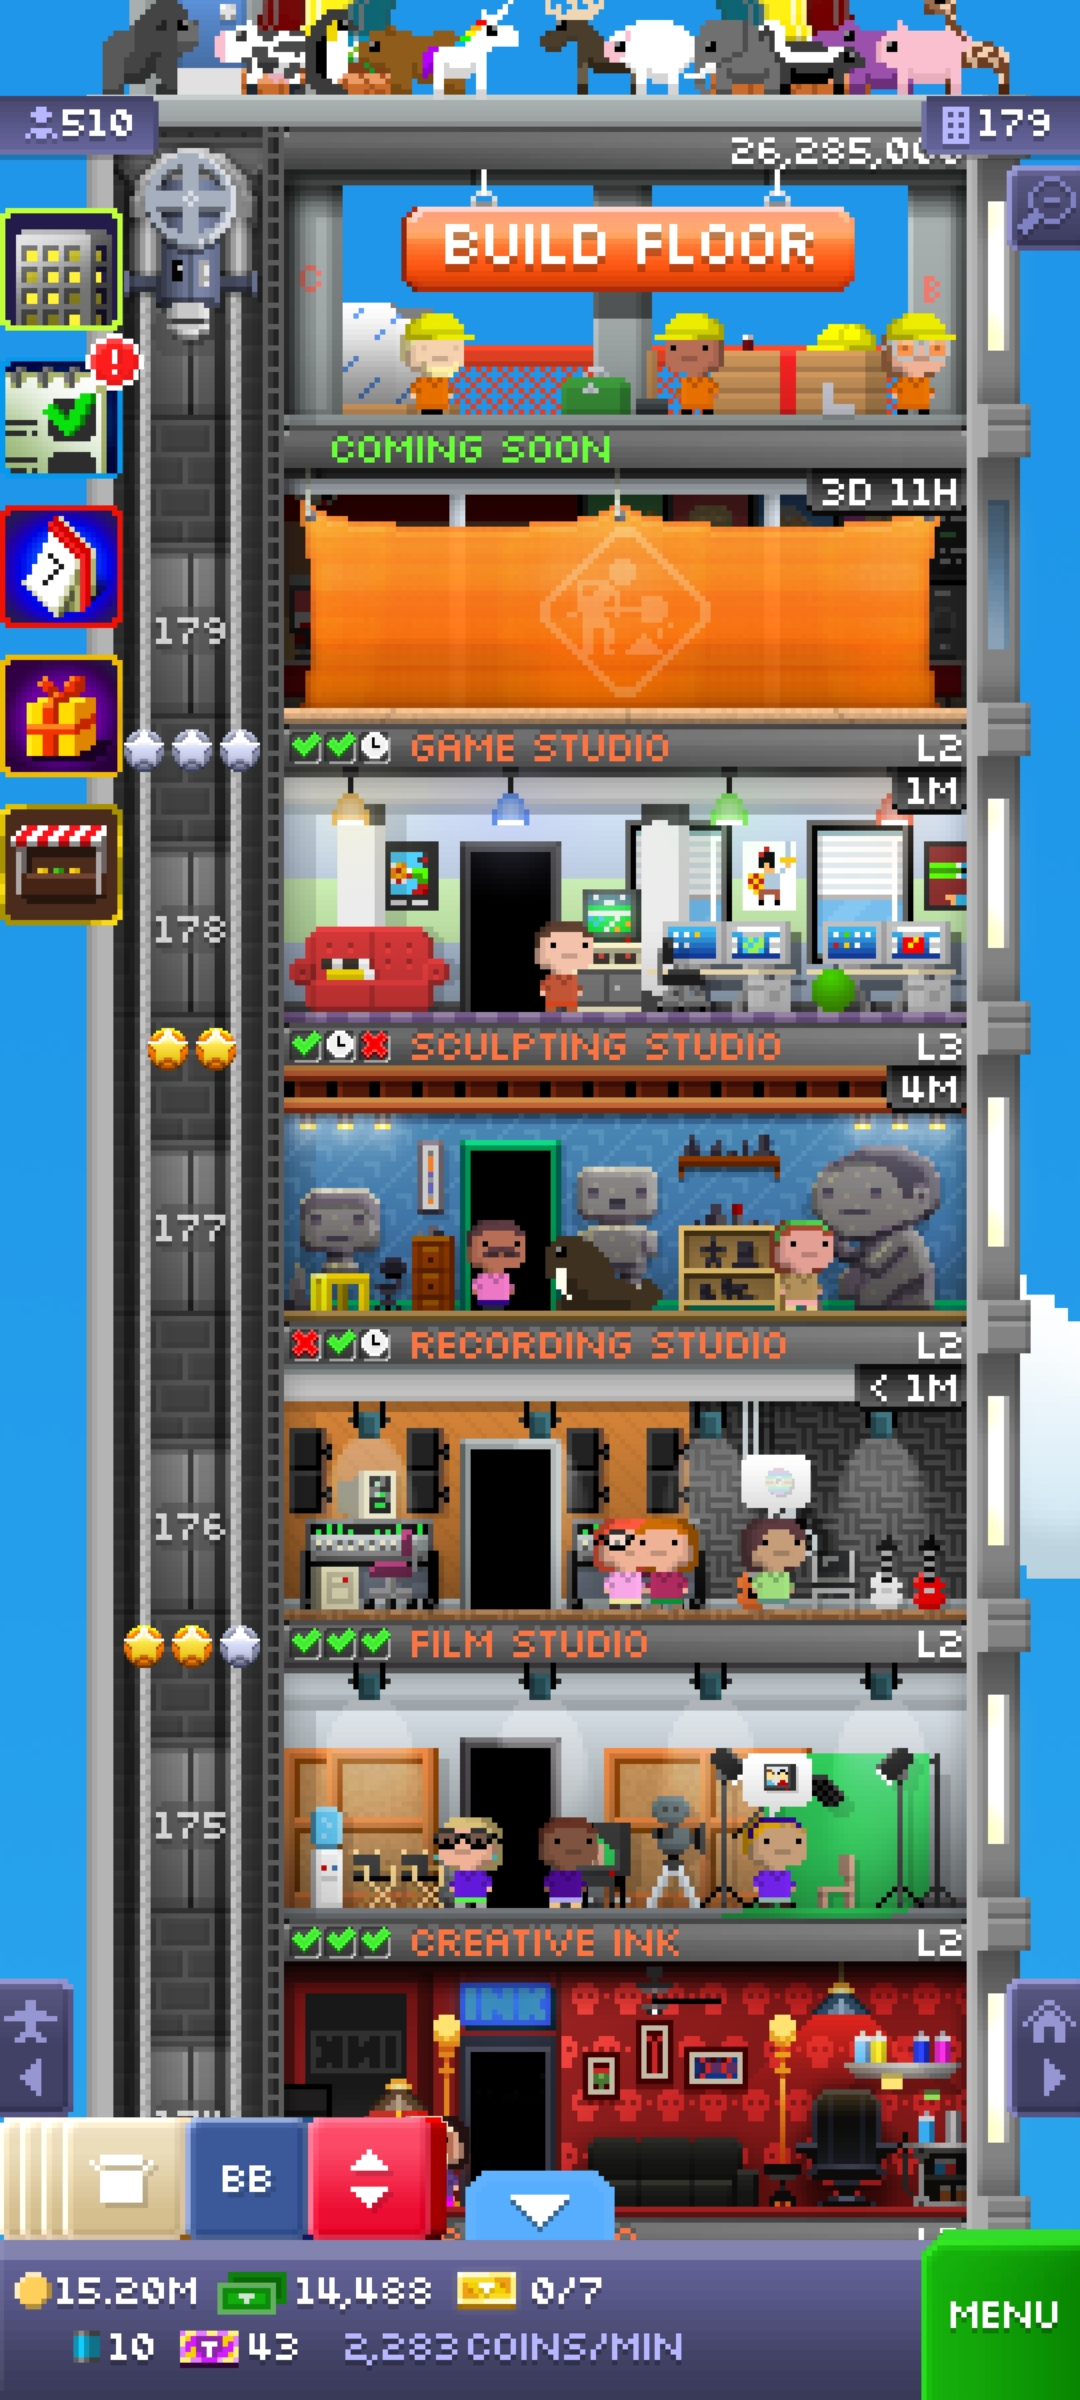 510
179
26,285,00
BUILD FLOOR
C
B
COMING SOON
3D 11H
179
GAME STUDIO
L2
1M
178
SCULPTING STUDIO
L3
4M
177
RECORDING STUDIO
L2
< 1M
176
FILM STUDIO
L2
175
CREATIVE INK
L2
INK
BB
15.20M
14,488
0/7
MENU
10
43
2,283 COINS/MIN